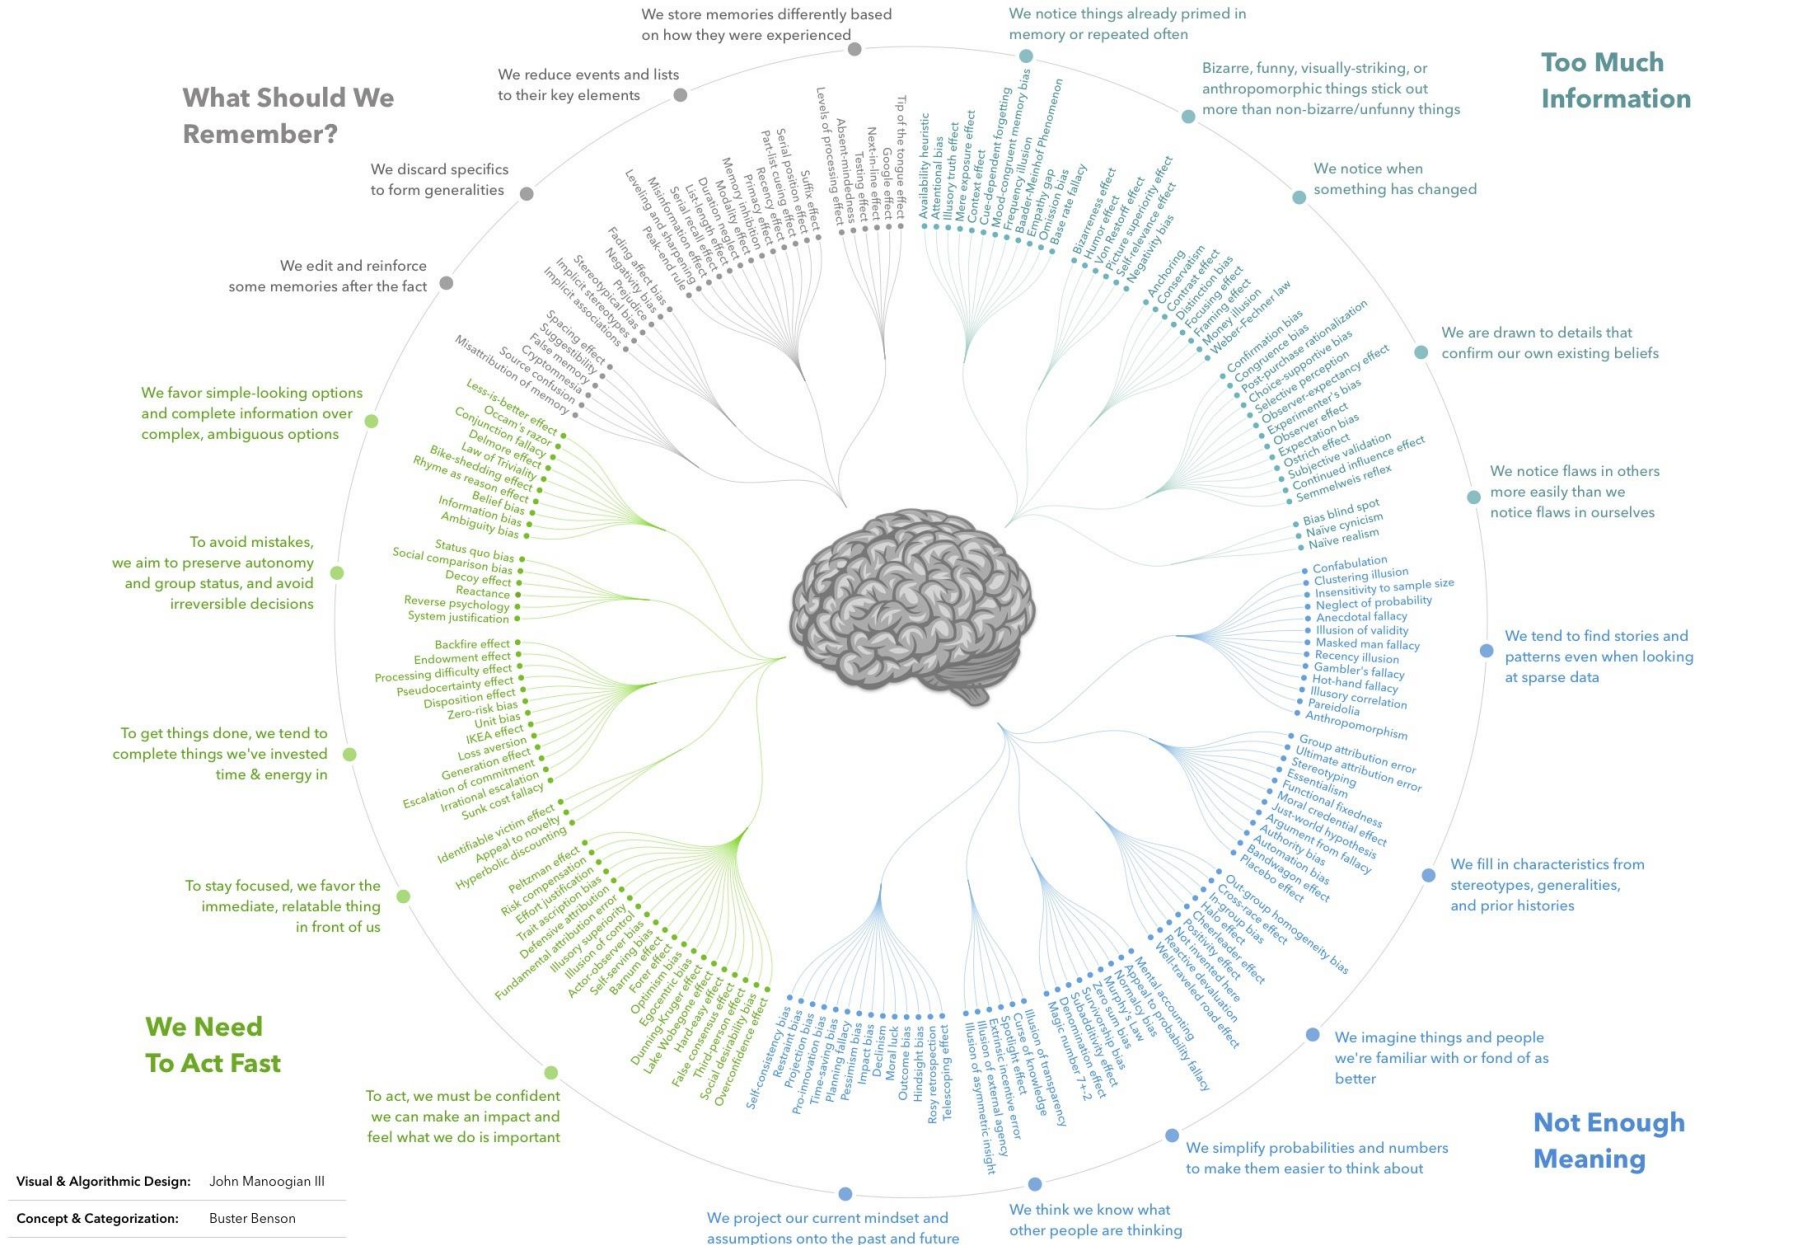 What Should We
Remember?
We store memories differently based
on how they were experienced
We reduce events and lists
to their key elements
We discard specifics
to form generalities
We edit and reinforce
some memories after the fact
Tip of the tongue effect
Google effect
Next-in-line effect
Testing effect
Absent-mindedness
Levels of processing effect
Suffix effect
Serial position effect
Part-list cueing effect
Recency effect
Primacy effect
Memory inhibition
Modality effect
Duration neglect
List-length effect
Serial recall effect
Misinformation effect
Leveling and sharpening
Peak-end rule
Fading affect bias
Negativity bias
Prejudice
Stereotypical bias
Implicit stereotypes
Implicit associations
Spacing effect
Suggestibility
False memory
Cryptomnesia
Source confusion
Misattribution of memory
Too Much
Information
We notice things already primed in
memory or repeated often
Bizarre, funny, visually-striking, or
anthropomorphic things stick out
more than non-bizarre/unfunny things
We notice when
something has changed
We are drawn to details that
confirm our own existing beliefs
We notice flaws in others
more easily than we
notice flaws in ourselves
Availability heuristic
Attentional bias
Illusory truth effect
Mere exposure effect
Context effect
Cue-dependent forgetting
Mood-congruent memory bias
Frequency illusion
Baader-Meinhof Phenomenon
Empathy gap
Omission bias
Base rate fallacy
Bizarreness effect
Humor effect
Von Restorff effect
Picture superiority effect
Self-relevance effect
Negativity bias
Anchoring
Conservatism
Contrast effect
Distinction bias
Focusing effect
Framing effect
Money illusion
Weber-Fechner law
Confirmation bias
Congruence bias
Post-purchase rationalization
Choice-supportive bias
Selective perception
Observer-expectancy effect
Experimenter's bias
Observer effect
Expectation bias
Ostrich effect
Subjective validation
Continued influence effect
Semmelweis reflex
Bias blind spot
Naïve cynicism
Naïve realism
We tend to find stories and
patterns even when looking
at sparse data
We fill in characteristics from
stereotypes, generalities,
and prior histories
We imagine things and people
we're familiar with or fond of as
better
We simplify probabilities and numbers
to make them easier to think about
We think we know what
other people are thinking
We project our current mindset and
assumptions onto the past and future
Not Enough
Meaning
Confabulation
Clustering illusion
Insensitivity to sample size
Neglect of probability
Anecdotal fallacy
Illusion of validity
Masked man fallacy
Recency illusion
Gambler's fallacy
Hot-hand fallacy
Illusory correlation
Pareidolia
Anthropomorphism
Group attribution error
Ultimate attribution error
Stereotyping
Essentialism
Functional fixedness
Moral credential effect
Just-world hypothesis
Argument from fallacy
Authority bias
Automation bias
Bandwagon effect
Placebo effect
Out-group homogeneity bias
Cross-race effect
In-group bias
Halo effect
Cheerleader effect
Positivity effect
Not invented here
Reactive devaluation
Well-traveled road effect
Mental accounting
Appeal to probability fallacy
Normalcy bias
Murphy's Law
Zero sum bias
Survivorship bias
Subadditivity effect
Denomination effect
Magic number 7+-2
Illusion of transparency
Curse of knowledge
Spotlight effect
Extrinsic incentive error
Illusion of external agency
Illusion of asymmetric insight
Telescoping effect
Rosy retrospection
Hindsight bias
Outcome bias
Moral luck
Declinism
Impact bias
Pessimism bias
Planning fallacy
Time-saving bias
Pro-innovation bias
Projection bias
Restraint bias
Self-consistency bias
We favor simple-looking options
and complete information over
complex, ambiguous options
To avoid mistakes,
we aim to preserve autonomy
and group status, and avoid
irreversible decisions
To get things done, we tend to
complete things we've invested
time & energy in
To stay focused, we favor the
immediate, relatable thing
in front of us
To act, we must be confident
we can make an impact and
feel what we do is important
We Need
To Act Fast
Less-is-better effect
Occam's razor
Conjunction fallacy
Delmore effect
Law of Triviality
Bike-shedding effect
Rhyme as reason effect
Belief bias
Information bias
Ambiguity bias
Status quo bias
Social comparison bias
Decoy effect
Reactance
Reverse psychology
System justification
Backfire effect
Endowment effect
Processing difficulty effect
Pseudocertainty effect
Disposition effect
Zero-risk bias
Unit bias
IKEA effect
Loss aversion
Generation effect
Escalation of commitment
Irrational escalation
Sunk cost fallacy
Identifiable victim effect
Appeal to novelty
Hyperbolic discounting
Peltzman effect
Risk compensation
Effort justification
Trait ascription bias
Defensive attribution
Fundamental attribution error
Illusory superiority
Illusion of control
Actor-observer bias
Self-serving bias
Barnum effect
Forer effect
Optimism bias
Egocentric bias
Dunning-Kruger effect
Lake Wobegone effect
Hard-easy effect
False consensus effect
Third-person effect
Social desirability bias
Overconfidence effect
Visual & Algorithmic Design: John Manoogian III
Concept & Categorization: Buster Benson